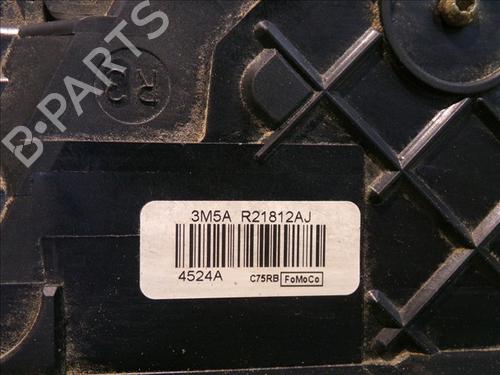 B-PARTS
R3
3M5A R21812AJ
4524A C75RB FoMoCo